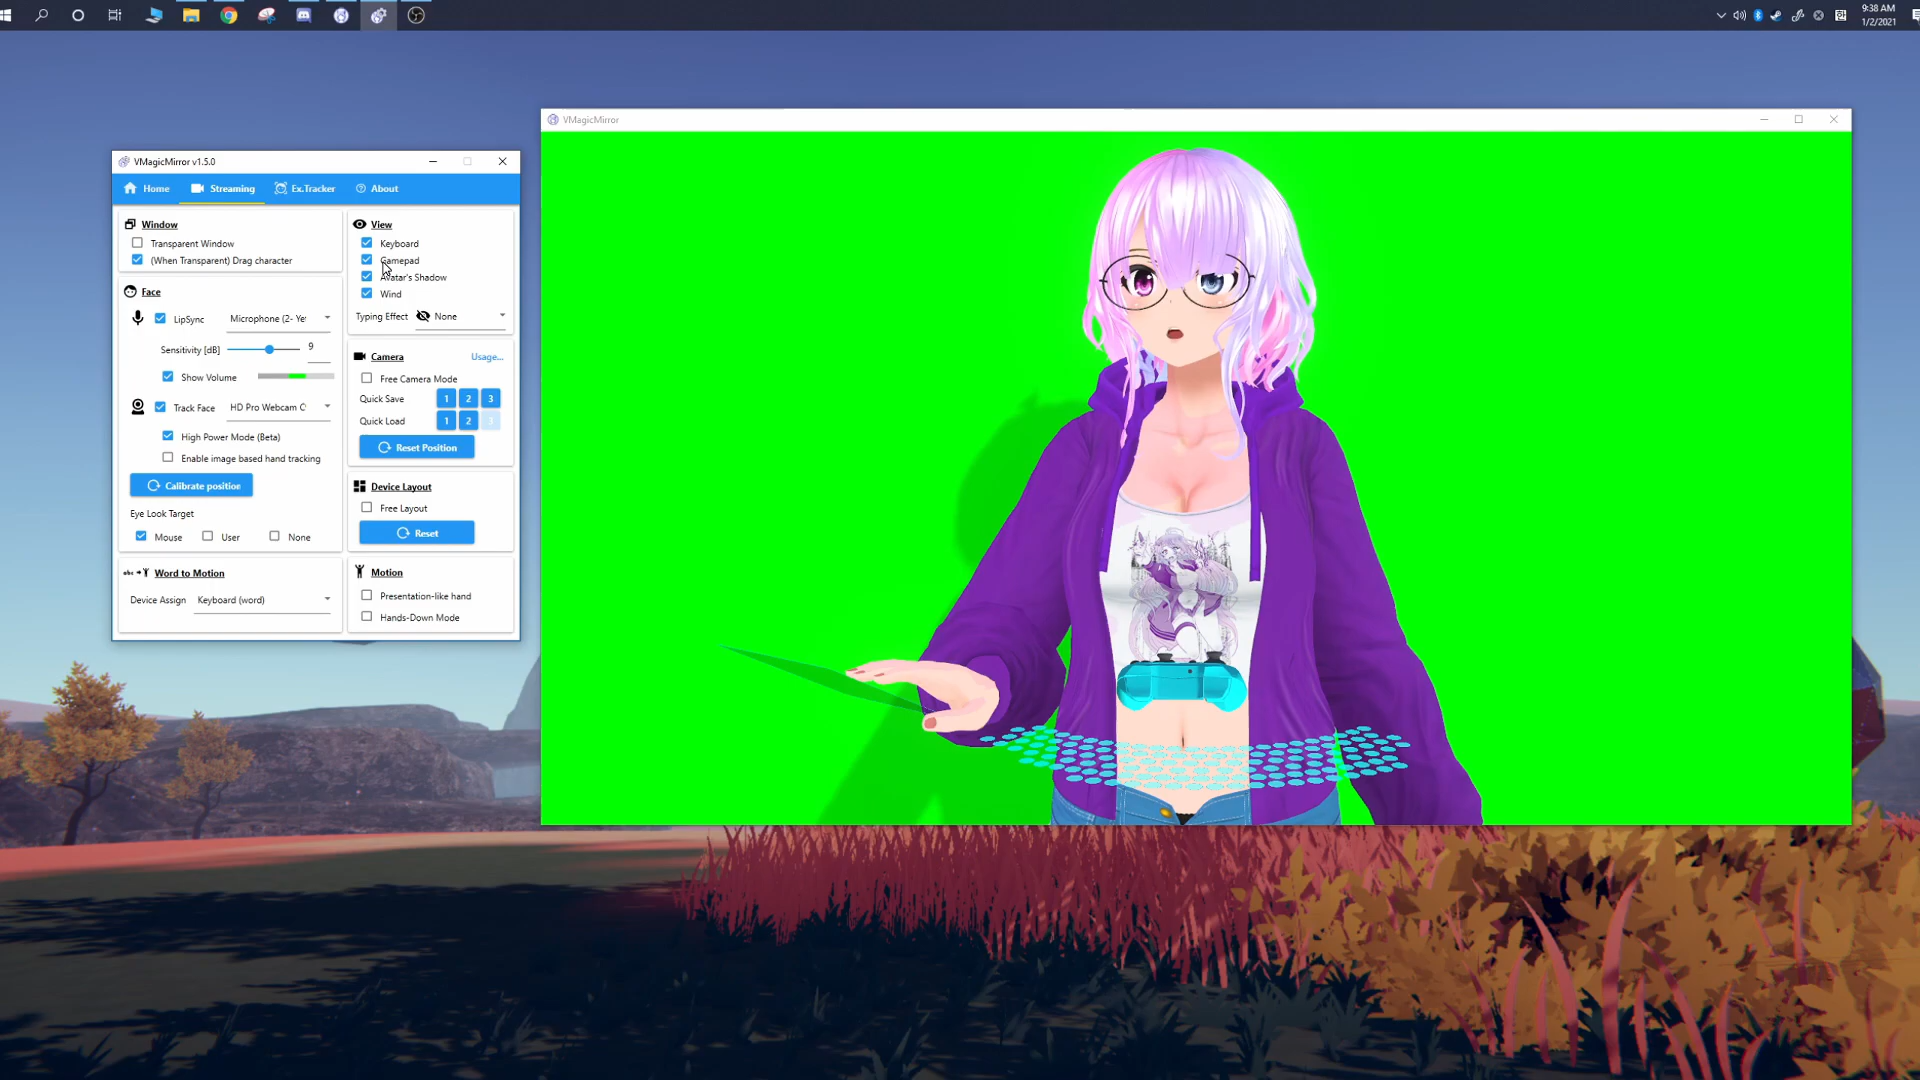 9:38 AM
1/2/2021
VMagicMirror
VMagicMirror v1.5.0
Home Streaming Ex.Tracker About
Window
Transparent Window
(When Transparent) Drag character
Face
LipSync Microphone (2- Ye
Sensitivity [dB] 9
Show Volume
Track Face HD Pro Webcam C
High Power Mode (Beta)
Enable image based hand tracking
Calibrate position
Eye Look Target
Mouse User None
Word to Motion
Device Assign Keyboard (word)
View
Keyboard
Gamepad
Avatar's Shadow
Wind
Typing Effect None
Camera Usage...
Free Camera Mode
Quick Save 1 2 3
Quick Load 1 2 3
Reset Position
Device Layout
Free Layout
Reset
Motion
Presentation-like hand
Hands-Down Mode